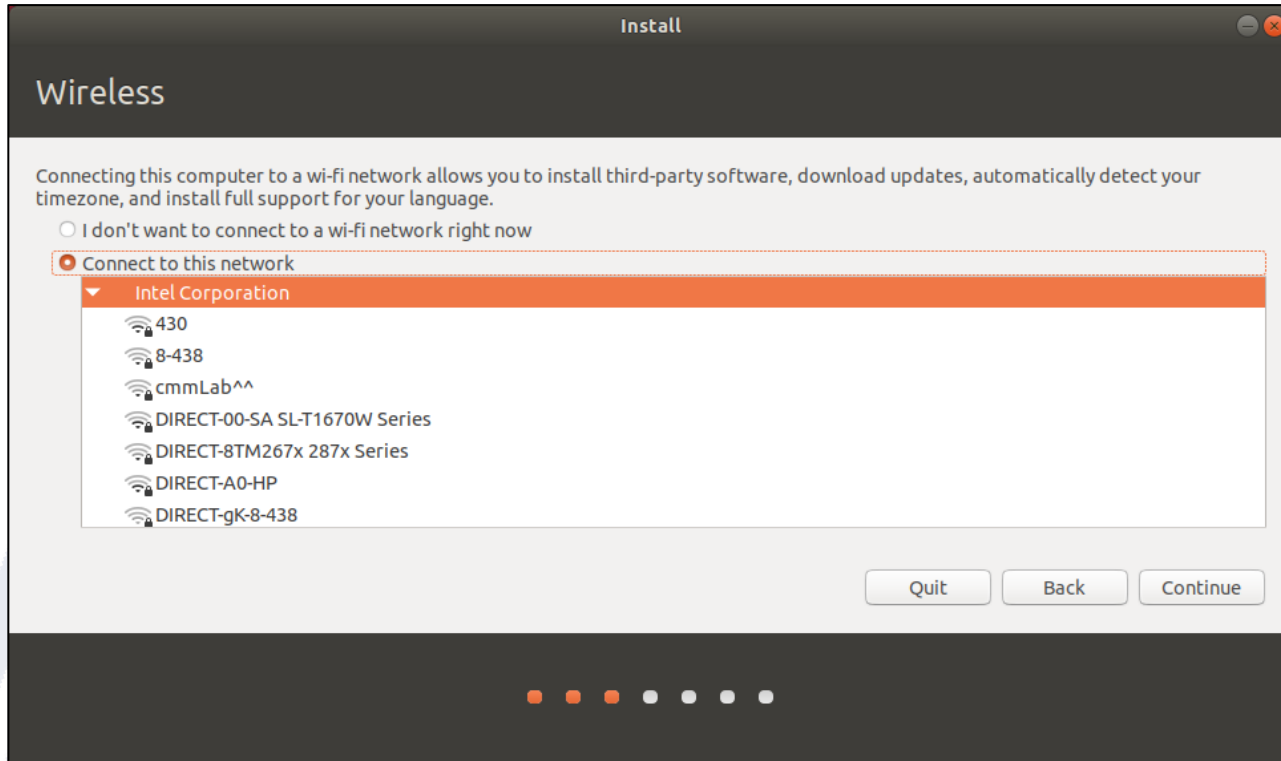 Install
Wireless
Connecting this computer to a wi-fi network allows you to install third-party software, download updates, automatically detect your
timezone, and install full support for your language.
I don't want to connect to a wi-fi network right now
Connect to this network
Intel Corporation
430
8-438
cmmLab^^
DIRECT-00-SA SL-T1670W Series
DIRECT-8TM267x 287x Series
DIRECT-A0-HP
DIRECT-gK-8-438
Quit Back Continue